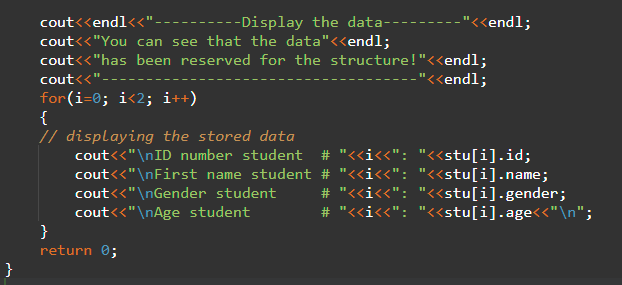 cout<<endl<<"----------Display the data---------"<<endl;
cout<<"You can see that the data"<<endl;
cout<<"has been reserved for the structure!"<<endl;
cout<<"-------------------------------------"<<endl;
for(i=0; i<2; i++)
{
// displaying the stored data
cout<<"\nID number student  # "<<i<<": "<<stu[i].id;
cout<<"\nFirst name student # "<<i<<": "<<stu[i].name;
cout<<"\nGender student     # "<<i<<": "<<stu[i].gender;
cout<<"\nAge student        # "<<i<<": "<<stu[i].age<<"\n";
}
return 0;
}